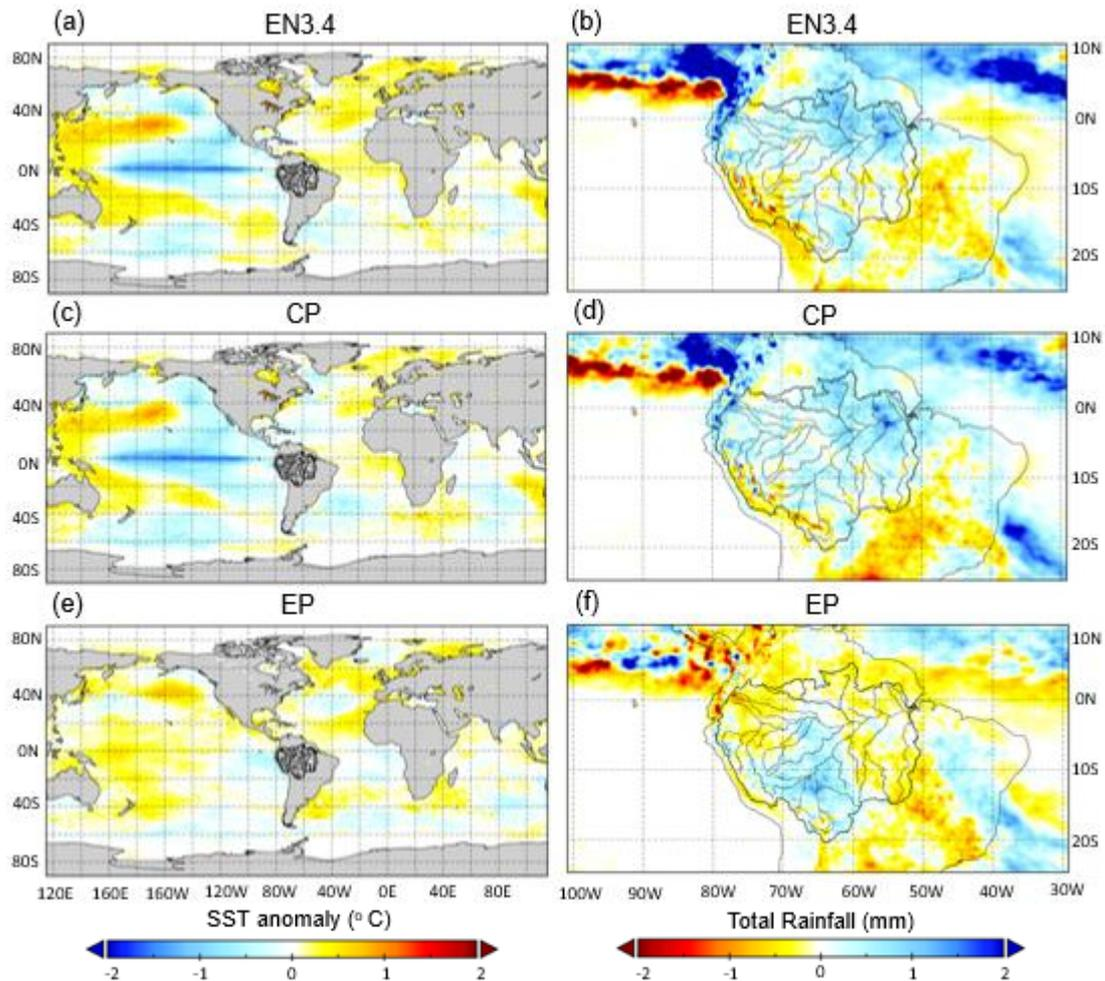 (a) EN3.4 (b) EN3.4
80N 10N
40N
0N 0N
10S
40S
20S
80S
(c) CP (d) CP
80N 10N
40N
0N 0N
10S
40S
20S
80S
(e) EP (f) EP
80N 10N
40N
0N 0N
10S
40S
20S
80S
120E 160E 160W 120W 80W 40W 0E 40E 80E 100W 90W 80W 70W 60W 50W 40W 30W
SST anomaly (° C) Total Rainfall (mm)
-2 -1 0 1 2 -2 -1 0 1 2